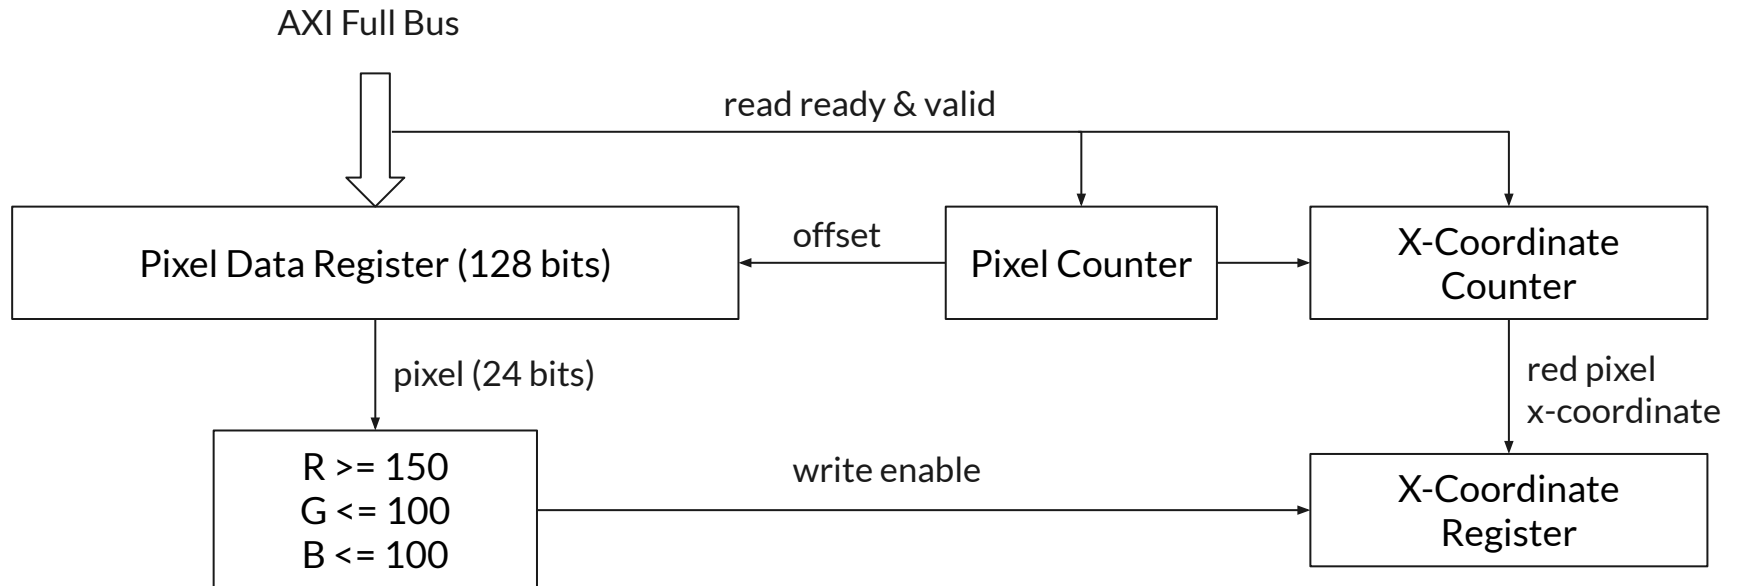 AXI Full Bus
read ready & valid
Pixel Data Register (128 bits)
offset
Pixel Counter
X-Coordinate
Counter
pixel (24 bits)
red pixel
x-coordinate
R >= 150
G <= 100
B <= 100
write enable
X-Coordinate
Register